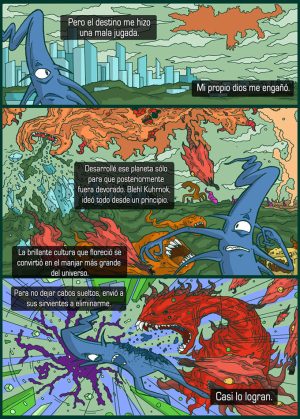 Pero el destino me hizo
una mala jugada.
Mi propio dios me engañó.
Desarrollé ese planeta sólo
para que posteriormente
fuera devorado. Blehl Kuhrnok,
ideó todo desde un principio.
La brillante cultura que floreció se
convirtió en el manjar más grande
del universo.
Para no dejar cabos sueltos, envió a
sus sirvientes a eliminarme.
Casi lo logran.